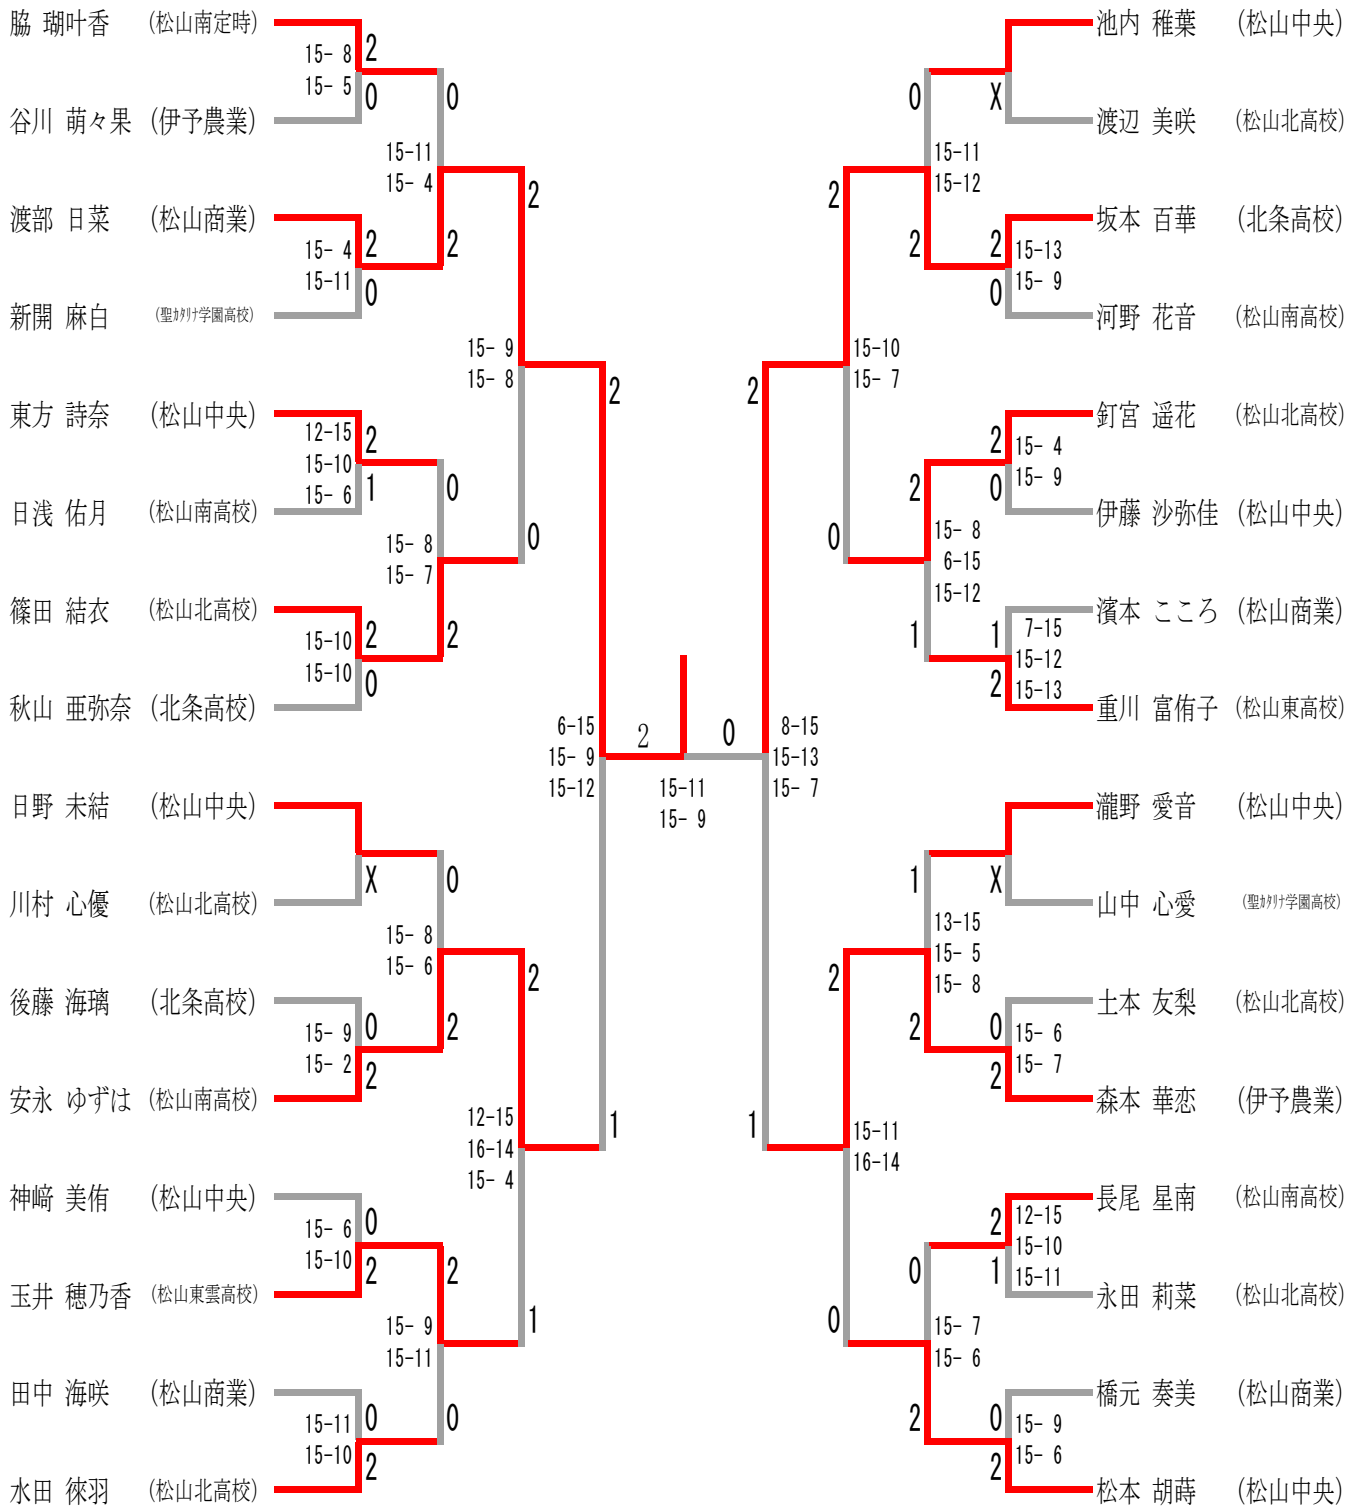 脇 瑚叶香 (松山南定時)
15- 8 2
15- 5 0
谷川 萌々果 (伊予農業)
0
15-11
15- 4
2
渡部 日菜 (松山商業)
15- 4 2
15-11 0
新開 麻白 (聖ｶﾀﾘﾅ学園高校)
2
15- 9
15- 8
0
東方 詩奈 (松山中央)
12-15 2
15-10
15- 6 1
日浅 佑月 (松山南高校)
0
15- 8
15- 7
2
篠田 結衣 (松山北高校)
15-10 2
15-10 0
秋山 亜弥奈 (北条高校)
2
6-15
15- 9
15-12
1
日野 未結 (松山中央)
X
川村 心優 (松山北高校)
0
15- 8
15- 6
2
後藤 海璃 (北条高校)
15- 9 0
15- 2 2
安永 ゆずは (松山南高校)
2
12-15
16-14
15- 4
1
神﨑 美侑 (松山中央)
15- 6 0
15-10 2
玉井 穂乃香 (松山東雲高校)
2
15- 9
15-11
0
田中 海咲 (松山商業)
15-11 0
15-10 2
水田 徠羽 (松山北高校)
2 0
15-11
15- 9
池内 稚葉 (松山中央)
X
渡辺 美咲 (松山北高校)
0
15-11
15-12
2
坂本 百華 (北条高校)
2 15-13
0 15- 9
河野 花音 (松山南高校)
2
15-10
15- 7
0
釘宮 遥花 (松山北高校)
2 15- 4
0 15- 9
伊藤 沙弥佳 (松山中央)
2
15- 8
6-15
15-12
1
濱本 こころ (松山商業)
1 7-15
15-12
2 15-13
重川 富侑子 (松山東高校)
2
8-15
15-13
15- 7
1
瀧野 愛音 (松山中央)
X
山中 心愛 (聖ｶﾀﾘﾅ学園高校)
1
13-15
15- 5
15- 8
2
土本 友梨 (松山北高校)
0 15- 6
2 15- 7
森本 華恋 (伊予農業)
2
15-11
16-14
0
長尾 星南 (松山南高校)
2 12-15
15-10
1 15-11
永田 莉菜 (松山北高校)
0
15- 7
15- 6
2
橋元 奏美 (松山商業)
0 15- 9
2 15- 6
松本 胡蒔 (松山中央)